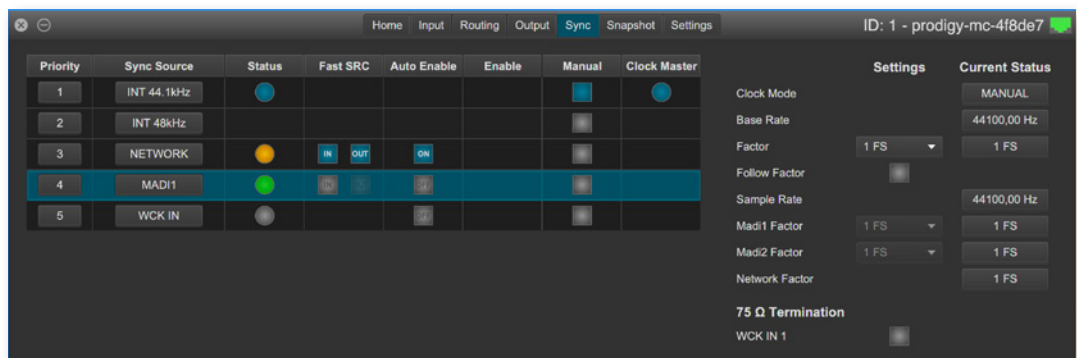 Home Input Routing Output Sync Snapshot Settings ID: 1 - prodigy-mc-4f8de7
Priority Sync Source Status Fast SRC Auto Enable Enable Manual Clock Master
1 INT 44.1kHz
2 INT 48kHz
3 NETWORK IN OUT ON
4 MADI1 IN OFF
5 WCK IN OFF
Settings Current Status
Clock Mode MANUAL
Base Rate 44100,00 Hz
Factor 1 FS 1 FS
Follow Factor
Sample Rate 44100,00 Hz
Madi1 Factor 1 FS 1 FS
Madi2 Factor 1 FS 1 FS
Network Factor 1 FS
75 Ω Termination
WCK IN 1